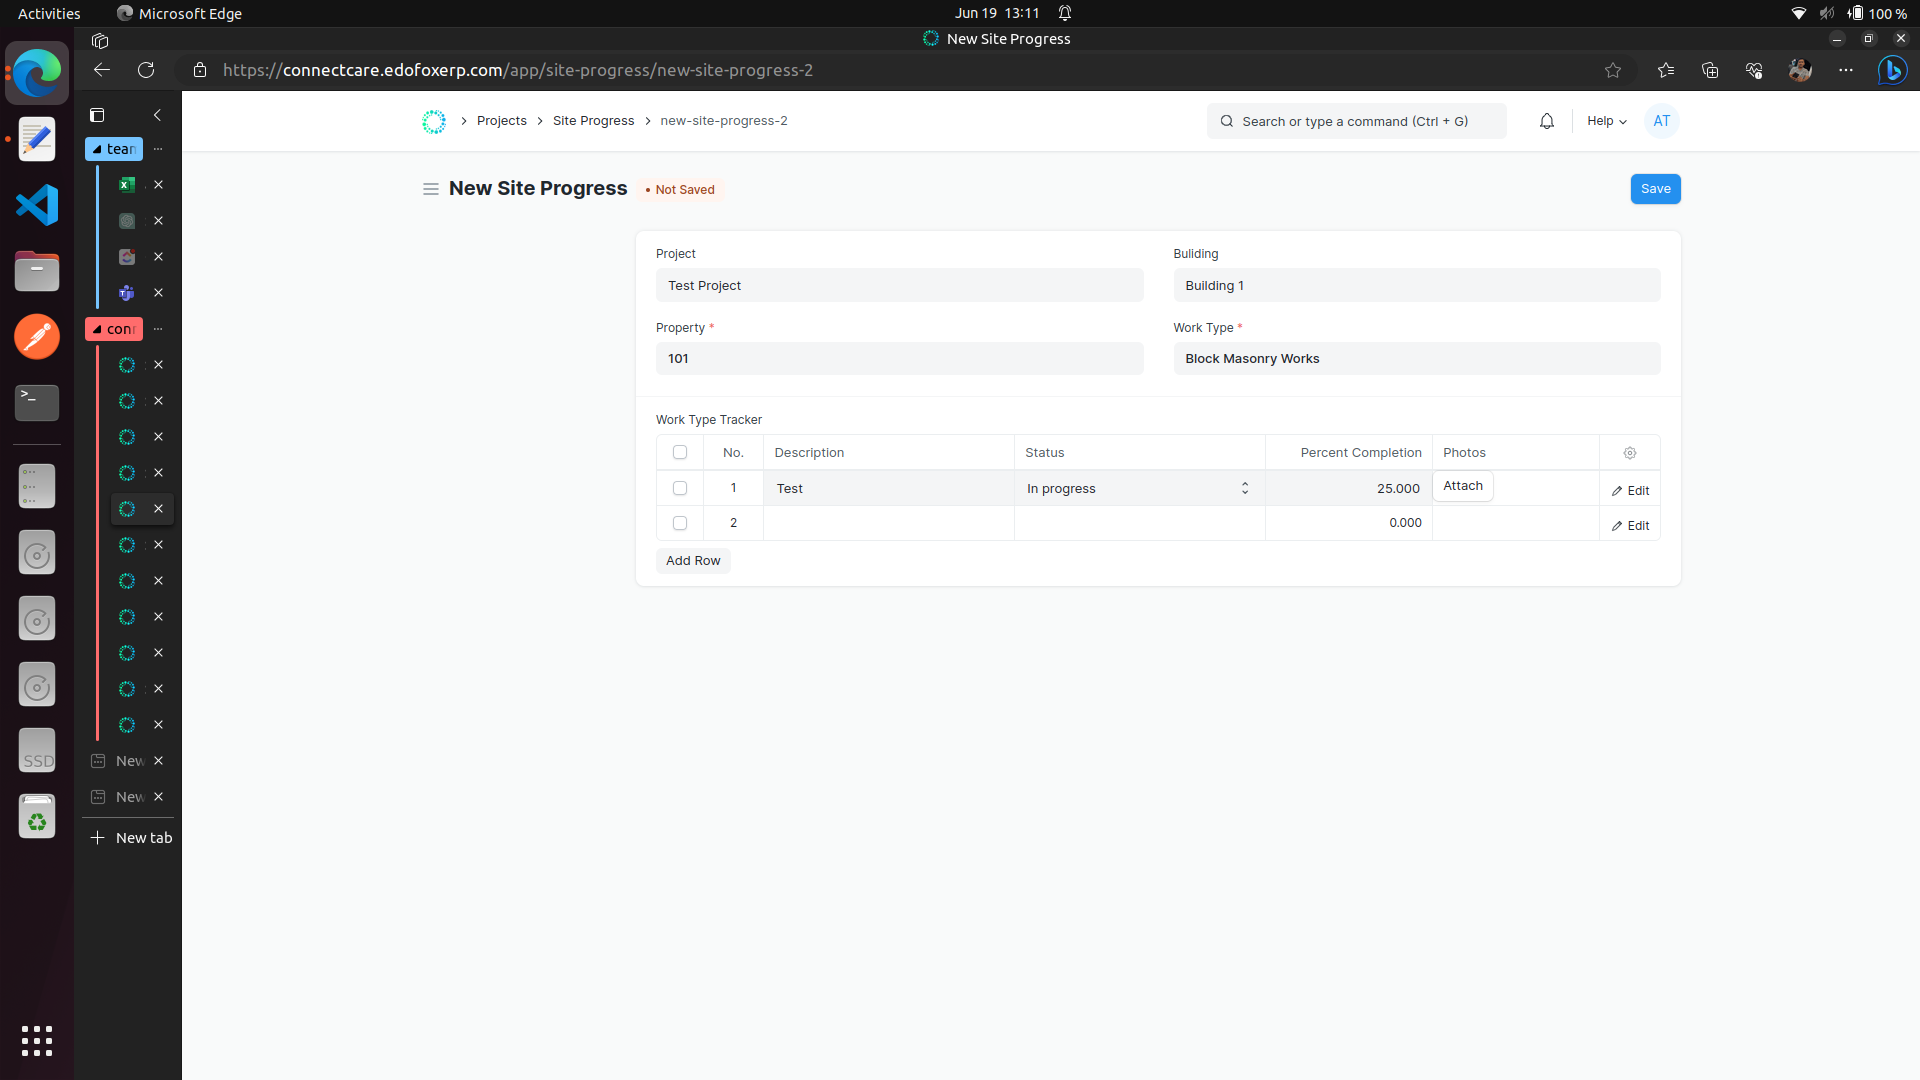 Activities
Microsoft Edge
Jun 19 13:11
100 %
New Site Progress
https://connectcare.edofoxerp.com/app/site-progress/new-site-progress-2
Projects
Site Progress
new-site-progress-2
Search or type a command (Ctrl + G)
Help
AT
New Site Progress
Not Saved
Save
Project
Buliding
Test Project
Building 1
Property *
Work Type *
101
Block Masonry Works
Work Type Tracker
No. Description Status Percent Completion Photos
1 Test In progress 25.000 Attach Edit
2 0.000 Edit
Add Row
New
New
New tab
SSD
>_